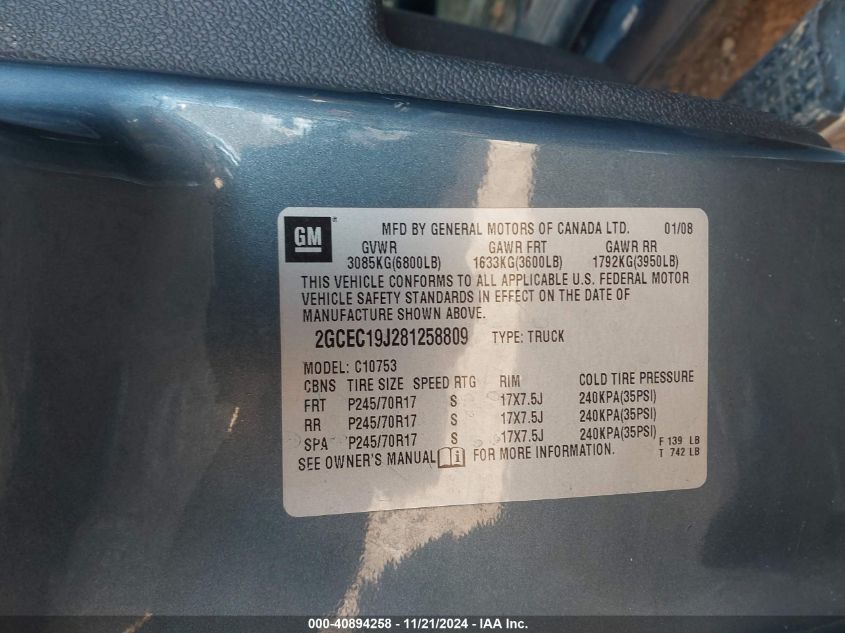 GM ® MFD BY GENERAL MOTORS OF CANADA LTD. 01/08
GVWR GAWR FRT GAWR RR
3085KG(6800LB) 1633KG(3600LB) 1792KG(3950LB)
THIS VEHICLE CONFORMS TO ALL APPLICABLE U.S. FEDERAL MOTOR
VEHICLE SAFETY STANDARDS IN EFFECT ON THE DATE OF
MANUFACTURE SHOWN ABOVE.
2GCEC19J281258809 TYPE: TRUCK
MODEL: C10753
CBNS TIRE SIZE SPEED RTG RIM COLD TIRE PRESSURE
FRT P245/70R17 S 17X7.5J 240KPA(35PSI)
RR P245/70R17 S 17X7.5J 240KPA(35PSI)
SPA P245/70R17 S 17X7.5J 240KPA(35PSI)
F 139 LB
SEE OWNER'S MANUAL i FOR MORE INFORMATION. T 742 LB
000-40894258 - 11/21/2024 - IAA Inc.